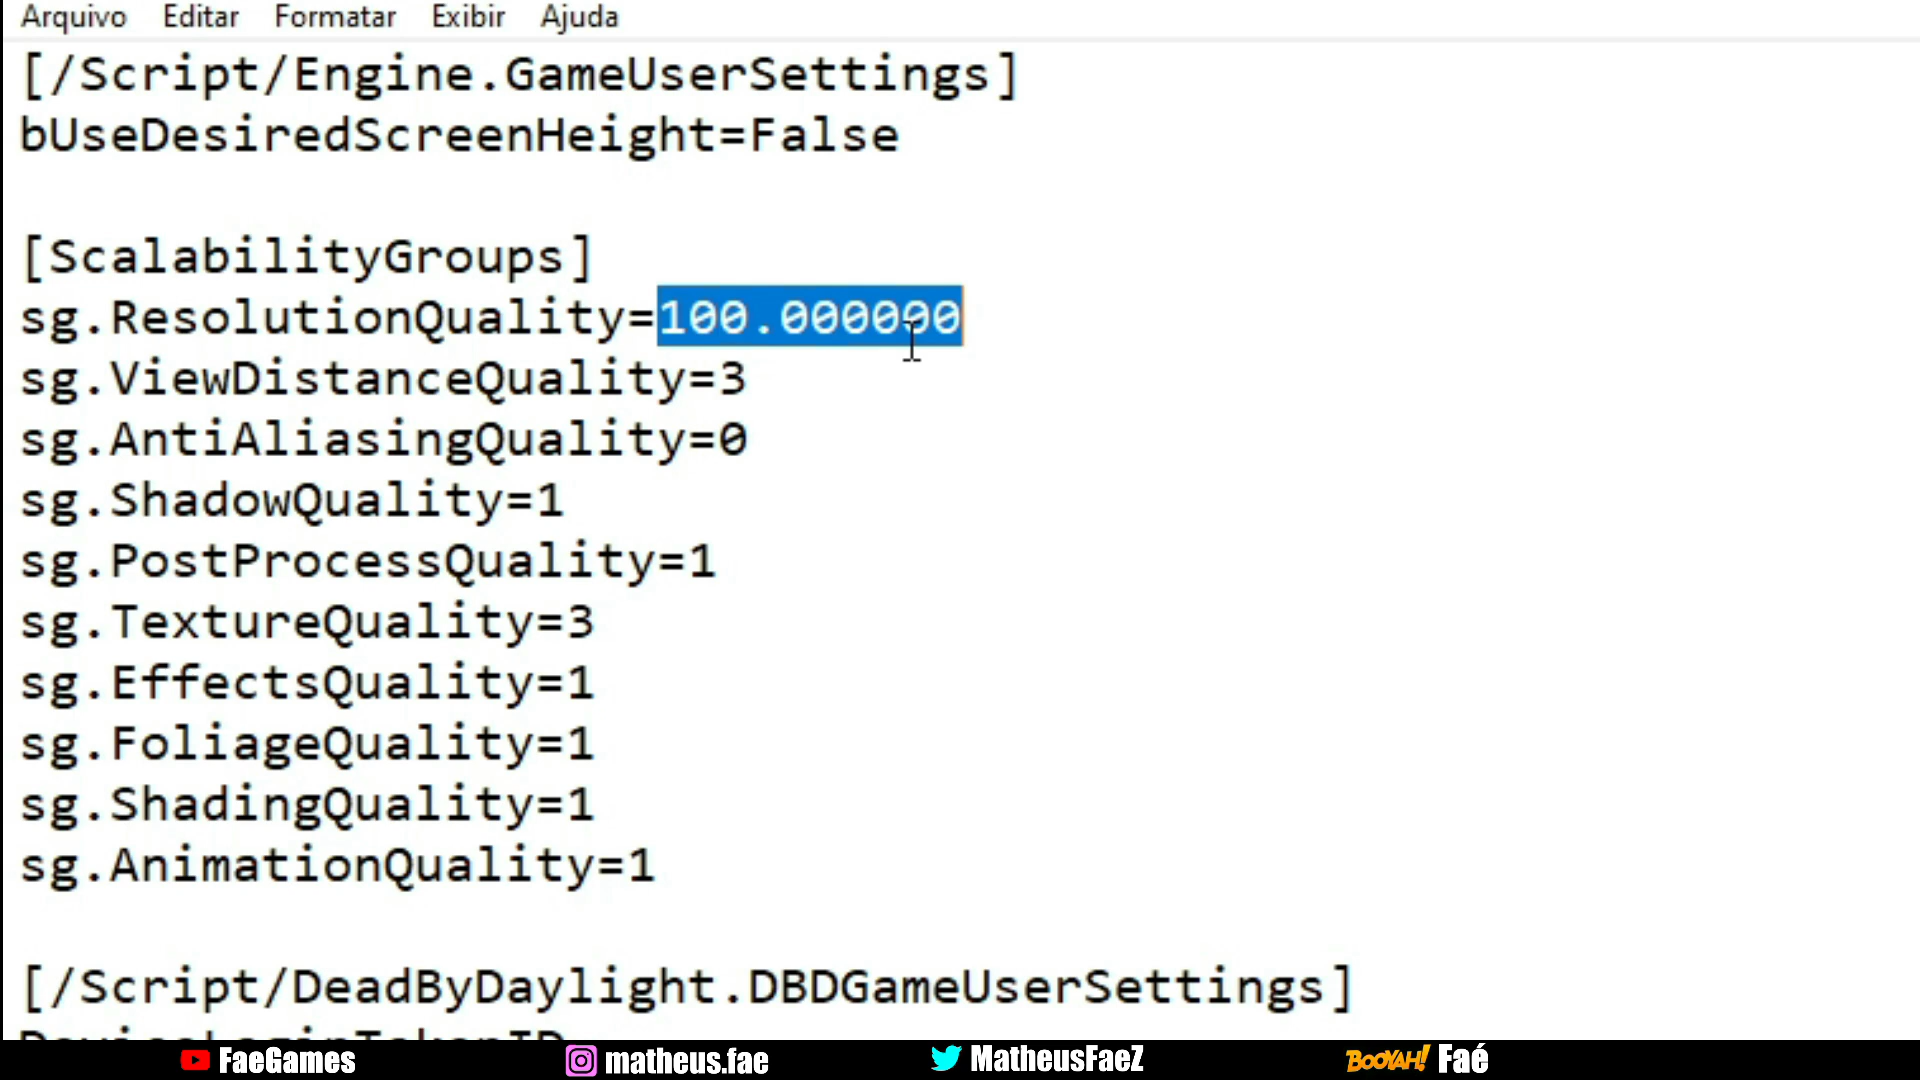 Arquivo Editar Formatar Exibir Ajuda
[/Script/Engine.GameUserSettings]
bUseDesiredScreenHeight=False
[ScalabilityGroups]
sg.ResolutionQuality=100.000000
sg.ViewDistanceQuality=3
sg.AntiAliasingQuality=0
sg.ShadowQuality=1
sg.PostProcessQuality=1
sg.TextureQuality=3
sg.EffectsQuality=1
sg.FoliageQuality=1
sg.ShadingQuality=1
sg.AnimationQuality=1
[/Script/DeadByDaylight.DBDGameUserSettings]
FaeGames matheus.fae MatheusFaeZ BOOYAH! Faé